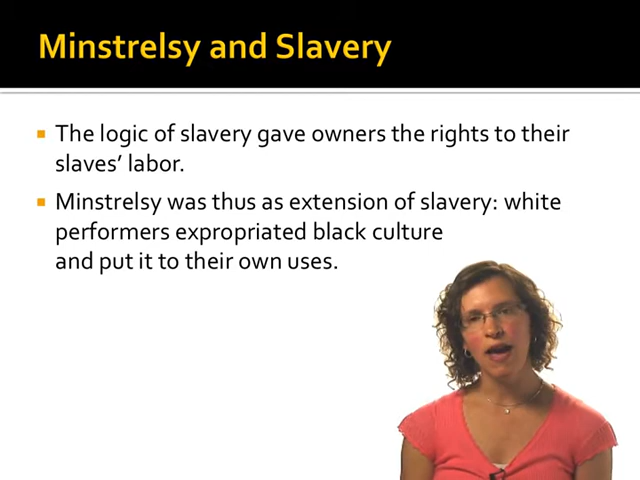 Minstrelsy and Slavery
The logic of slavery gave owners the rights to their
slaves’ labor.
Minstrelsy was thus as extension of slavery: white
performers expropriated black culture
and put it to their own uses.